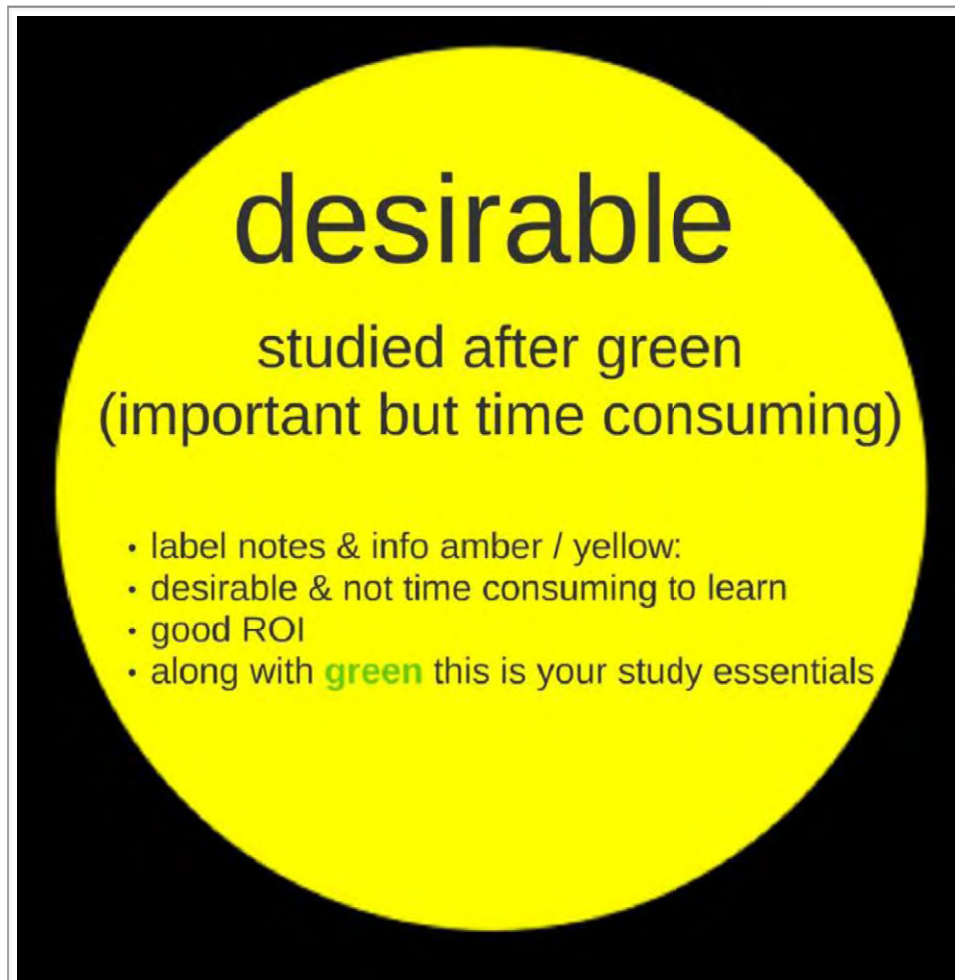 desirable
studied after green
(important but time consuming)
• label notes & info amber / yellow:
• desirable & not time consuming to learn
• good ROI
• along with green this is your study essentials